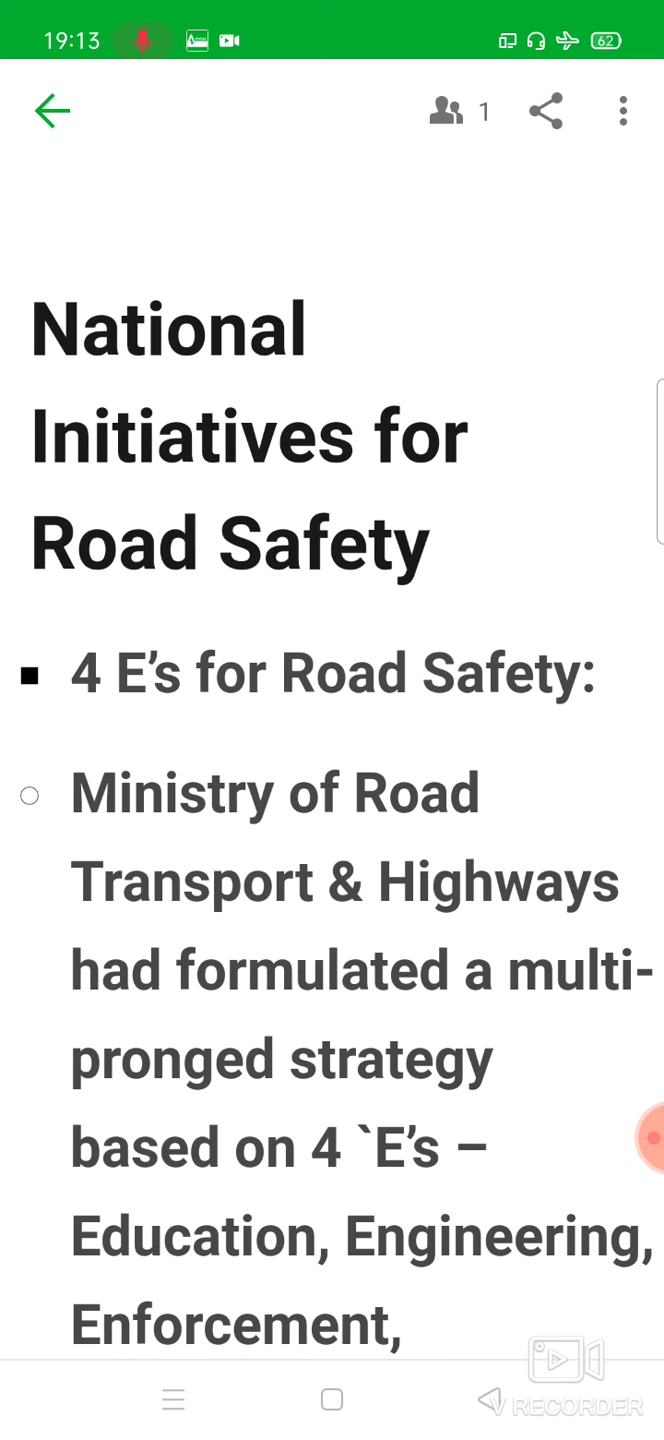 19:13
62
1
National
Initiatives for
Road Safety
4 E’s for Road Safety:
Ministry of Road
Transport & Highways
had formulated a multi-
pronged strategy
based on 4 `E’s –
Education, Engineering,
Enforcement,
V RECORDER